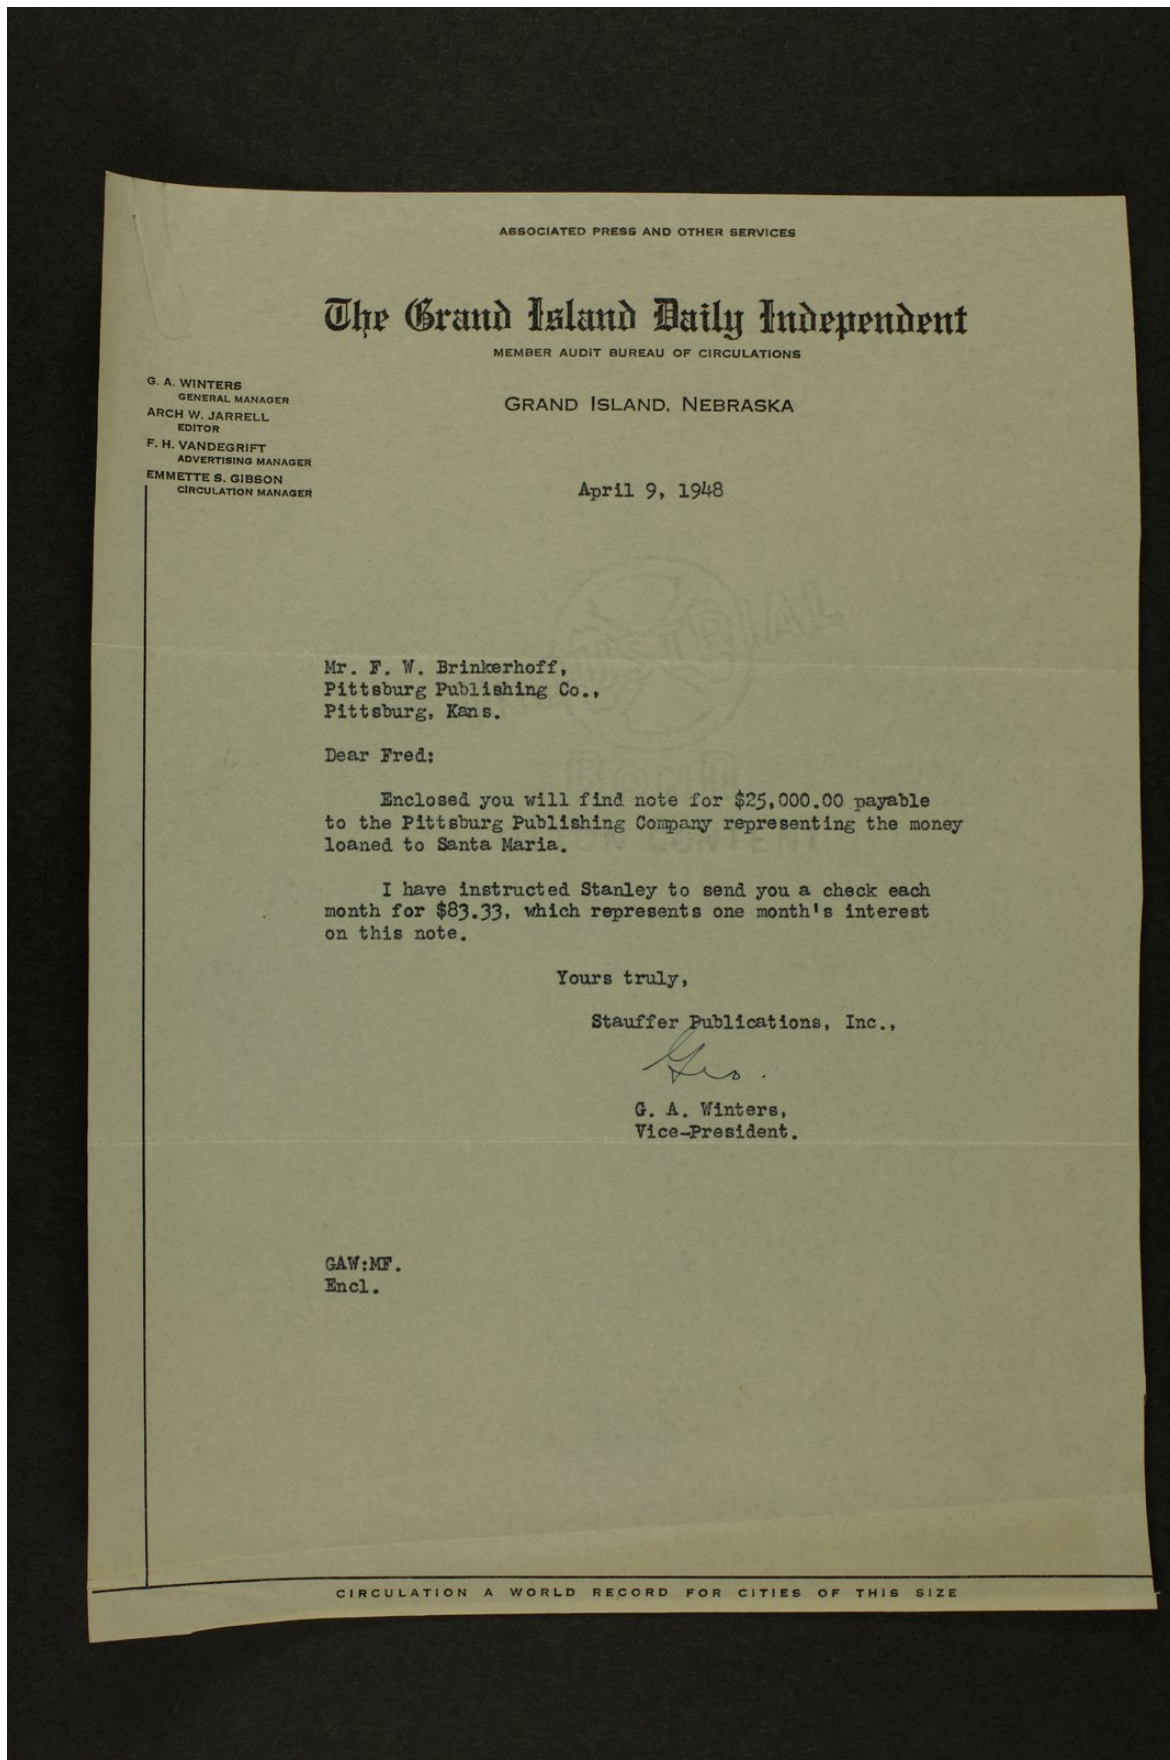 ASSOCIATED PRESS AND OTHER SERVICES
The Grand Island Daily Independent
MEMBER AUDIT BUREAU OF CIRCULATIONS
GRAND ISLAND, NEBRASKA
G. A. WINTERS
GENERAL MANAGER
ARCH W. JARRELL
EDITOR
F. H. VANDEGRIFT
ADVERTISING MANAGER
EMMETTE S. GIBSON
CIRCULATION MANAGER
April 9, 1948
Mr. F. W. Brinkerhoff,
Pittsburg Publishing Co.,
Pittsburg, Kans.
Dear Fred:
Enclosed you will find note for $25,000.00 payable
to the Pittsburg Publishing Company representing the money
loaned to Santa Maria.
I have instructed Stanley to send you a check each
month for $83.33, which represents one month's interest
on this note.
Yours truly,
Stauffer Publications, Inc.,
Geo.
G. A. Winters,
Vice-President.
GAW:MF.
Encl.
CIRCULATION A WORLD RECORD FOR CITIES OF THIS SIZE